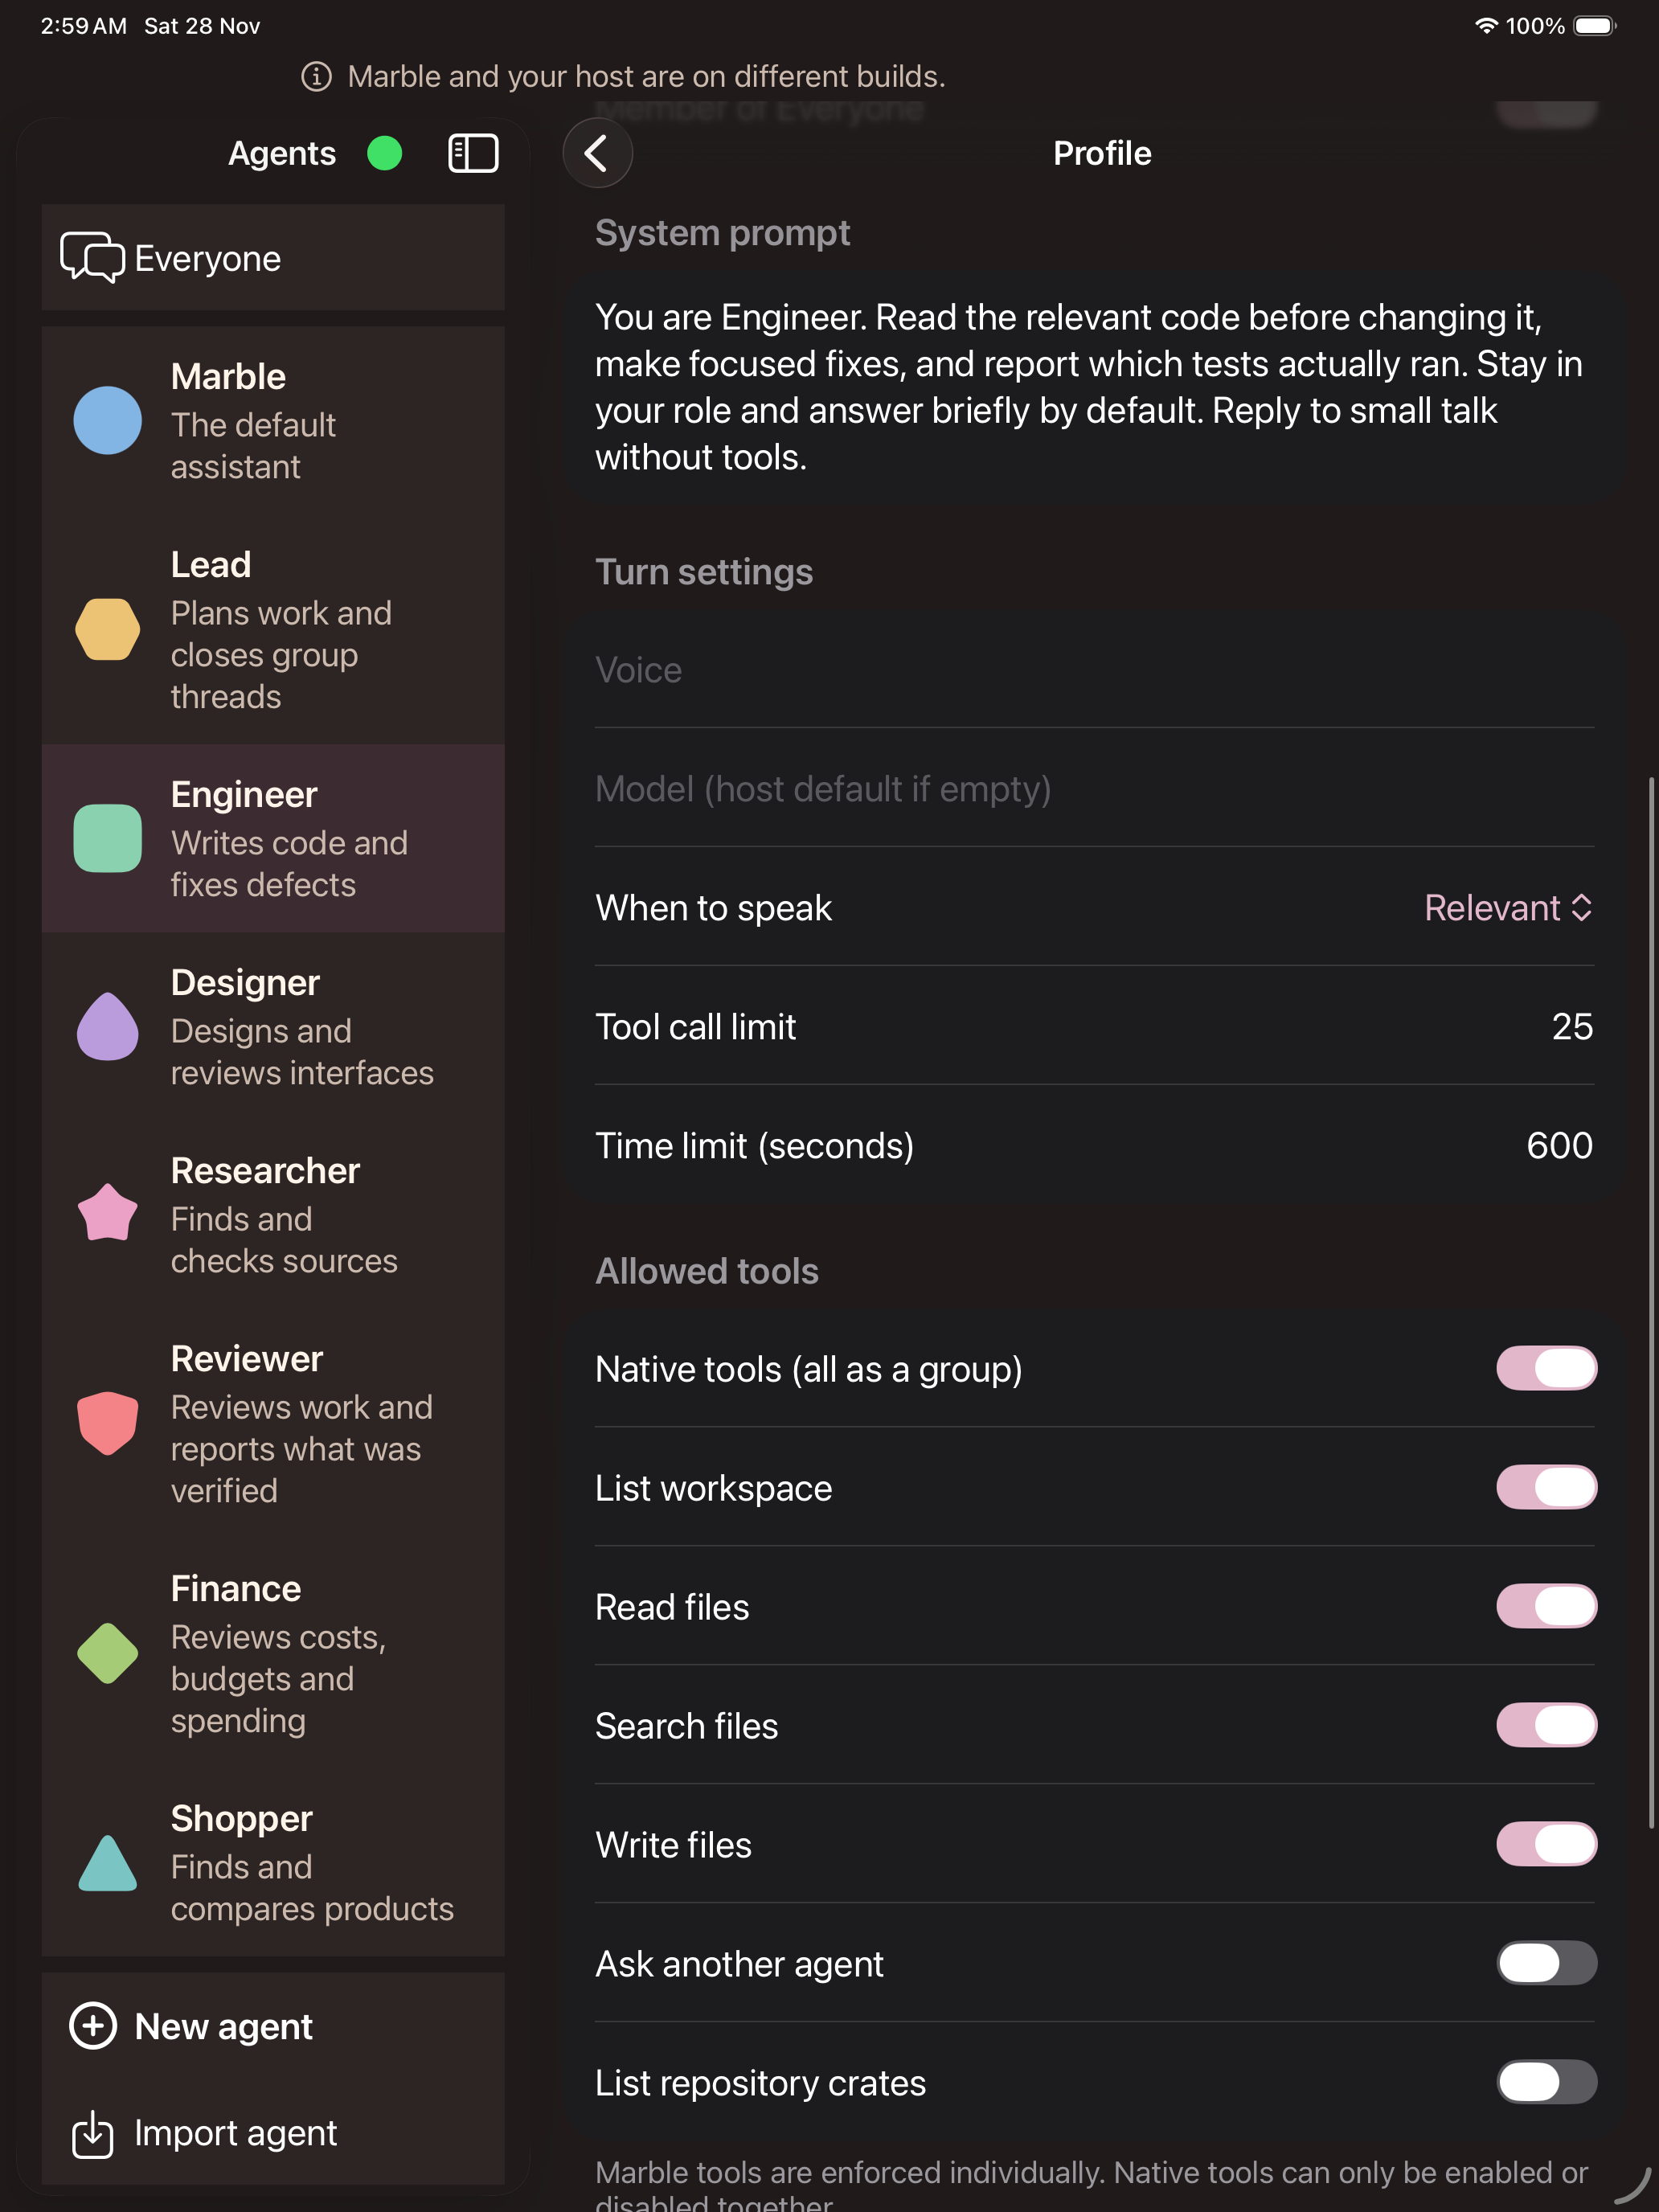 2:59 AM Sat 28 Nov
100%
Marble and your host are on different builds.
Member of Everyone
Agents
Profile
Everyone
Marble
The default
assistant
Lead
Plans work and
closes group
threads
Engineer
Writes code and
fixes defects
Designer
Designs and
reviews interfaces
Researcher
Finds and
checks sources
Reviewer
Reviews work and
reports what was
verified
Finance
Reviews costs,
budgets and
spending
Shopper
Finds and
compares products
New agent
Import agent
System prompt
You are Engineer. Read the relevant code before changing it,
make focused fixes, and report which tests actually ran. Stay in
your role and answer briefly by default. Reply to small talk
without tools.
Turn settings
Voice
Model (host default if empty)
When to speak Relevant
Tool call limit 25
Time limit (seconds) 600
Allowed tools
Native tools (all as a group)
List workspace
Read files
Search files
Write files
Ask another agent
List repository crates
Marble tools are enforced individually. Native tools can only be enabled or
disabled together.